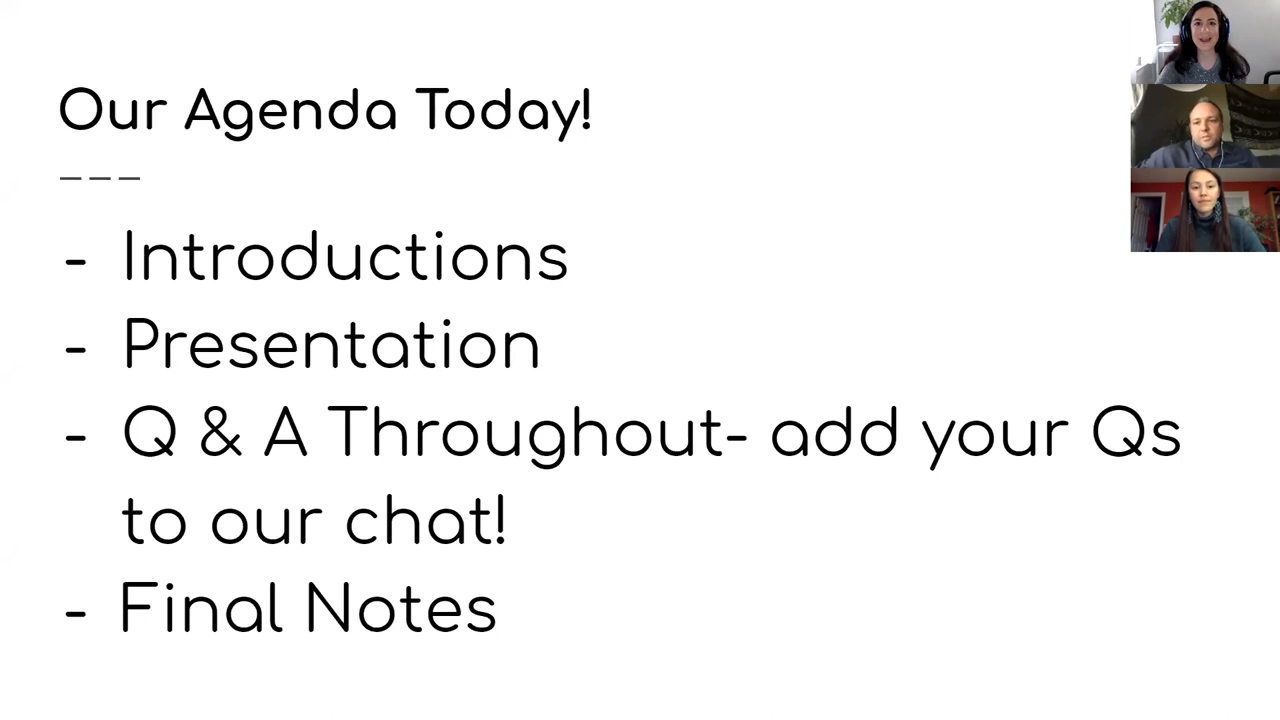 Our Agenda Today!
- Introductions
- Presentation
- Q & A Throughout- add your Qs
to our chat!
- Final Notes